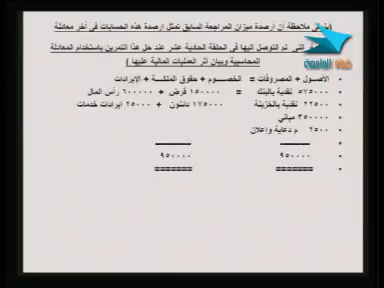 (يلاحظ ملاحظة أن أرصدة ميزان المراجعة السابق تمثل أرصدة هذه الحسابات في آخر معادلة
التى تم التوصل إليها في الحلقة الحادية عشر عند حل هذا التمرين باستخدام المعادلة
المحاسبية وبيان أثر العمليات المالية عليها )
الأصول + المصروفات = الخصوم + حقوق الملكية + الإيرادات
٥٧٥٠٠٠ نقدية بالبنك = ١٥٠٠٠٠ قرض + ٦٠٠٠٠٠ رأس المال
٢٢٥٠٠ نقدية بالخزينة ١٧٥٠٠٠ دائنون + ٢٥٠٠٠ ايرادات خدمات
٣٥٠٠٠٠ مباني
٢٥٠٠ م دعاية وإعلان
٩٥٠٠٠٠ ٩٥٠٠٠٠